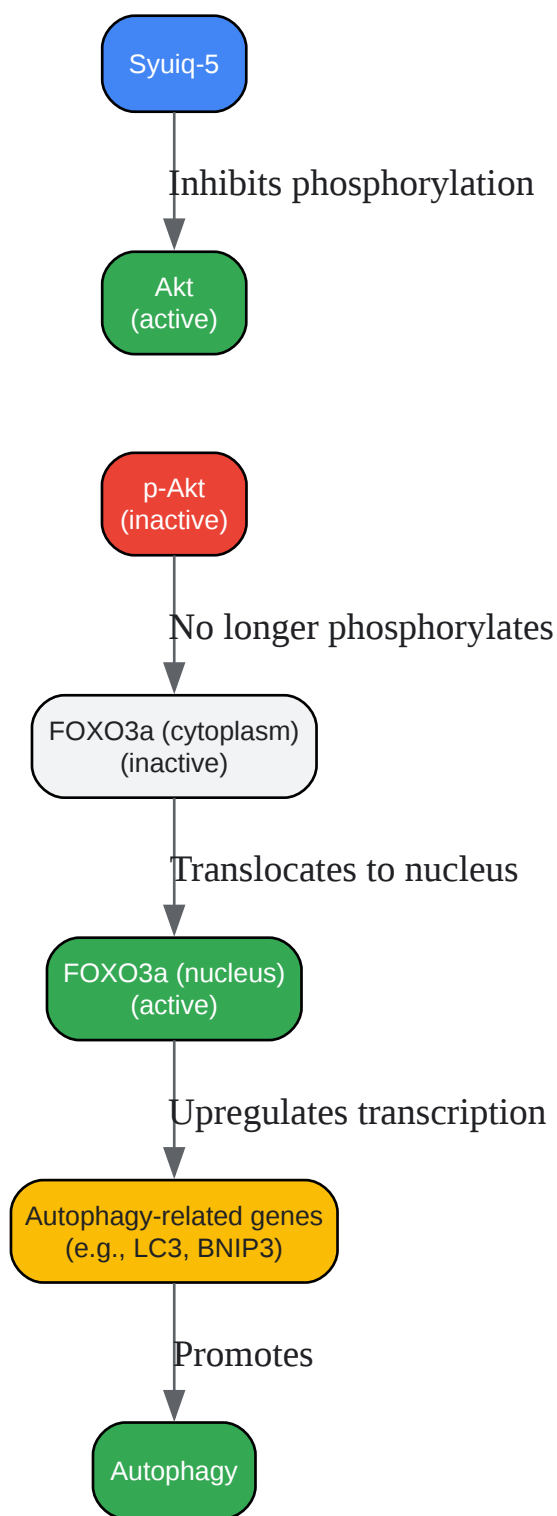 Syuiq-5
Inhibits phosphorylation
Akt
(active)
p-Akt
(inactive)
No longer phosphorylates
FOXO3a (cytoplasm)
(inactive)
Translocates to nucleus
FOXO3a (nucleus)
(active)
Upregulates transcription
Autophagy-related genes
(e.g., LC3, BNIP3)
Promotes
Autophagy